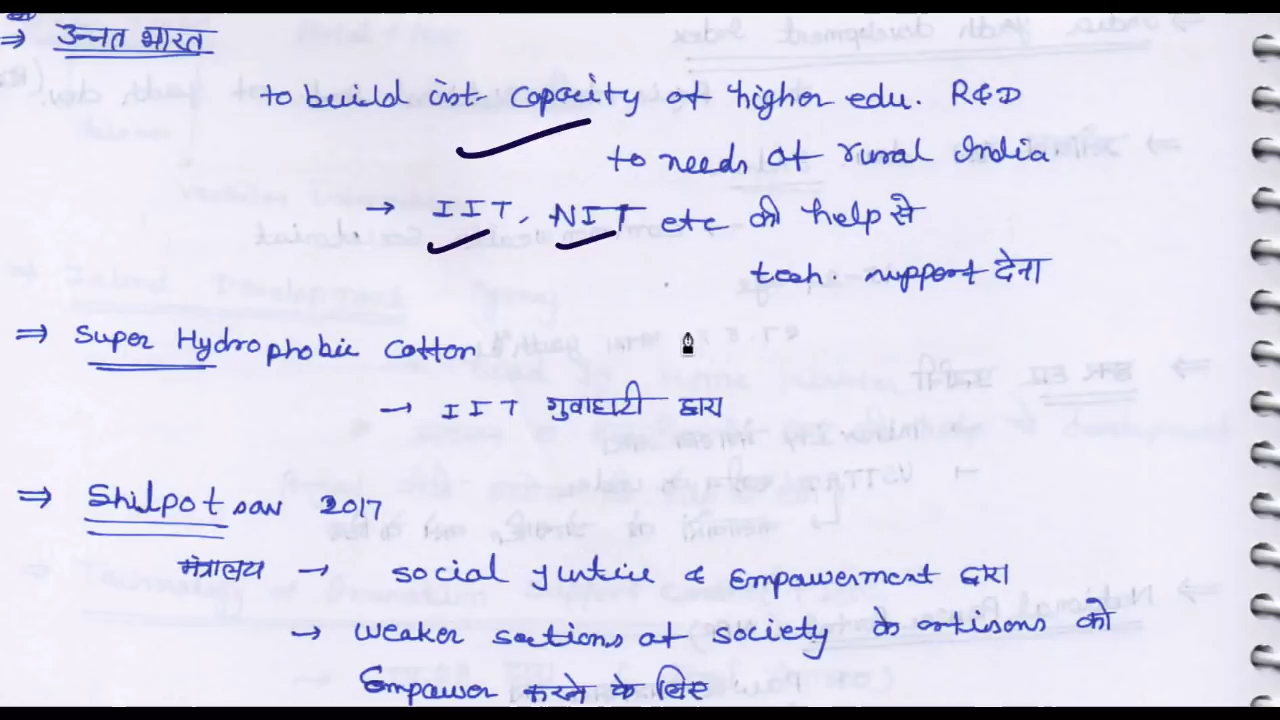 ⇒ उन्नत भारत
to build inst. capacity of higher edu. R&D
to needs of rural India
→ IIT, NIT etc की help से
tech. support देना
⇒ Super Hydrophobic Cotton
→ IIT गुवाहाटी द्वारा
⇒ Shilpotsav 2017
मंत्रालय → social justice & Empowerment द्वारा
→ weaker sections of society के artisons को
Empower करने के लिए